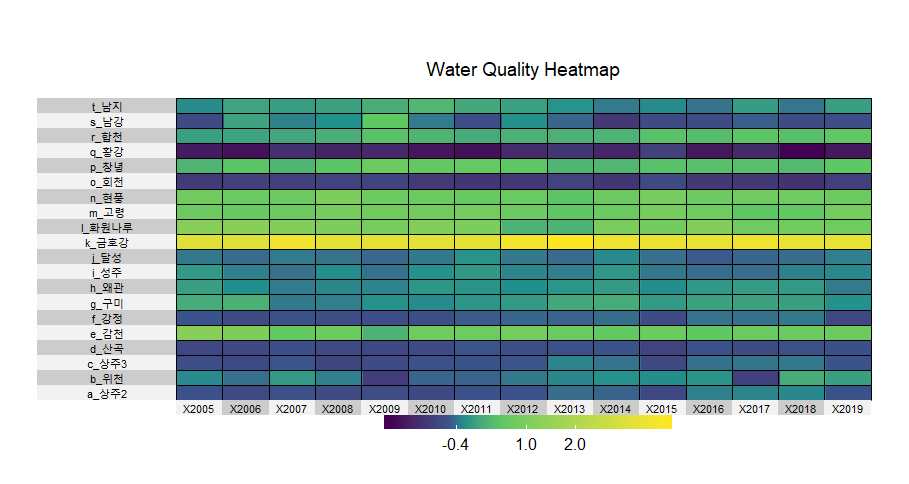 Water Quality Heatmap
t_남지
s_남강
r_합천
q_황강
p_창녕
o_회천
n_현풍
m_고령
l_화원나루
k_금호강
j_달성
i_성주
h_왜관
g_구미
f_강정
e_감천
d_산곡
c_상주3
b_위천
a_상주2
X2005 X2006 X2007 X2008 X2009 X2010 X2011 X2012 X2013 X2014 X2015 X2016 X2017 X2018 X2019
-0.4 1.0 2.0